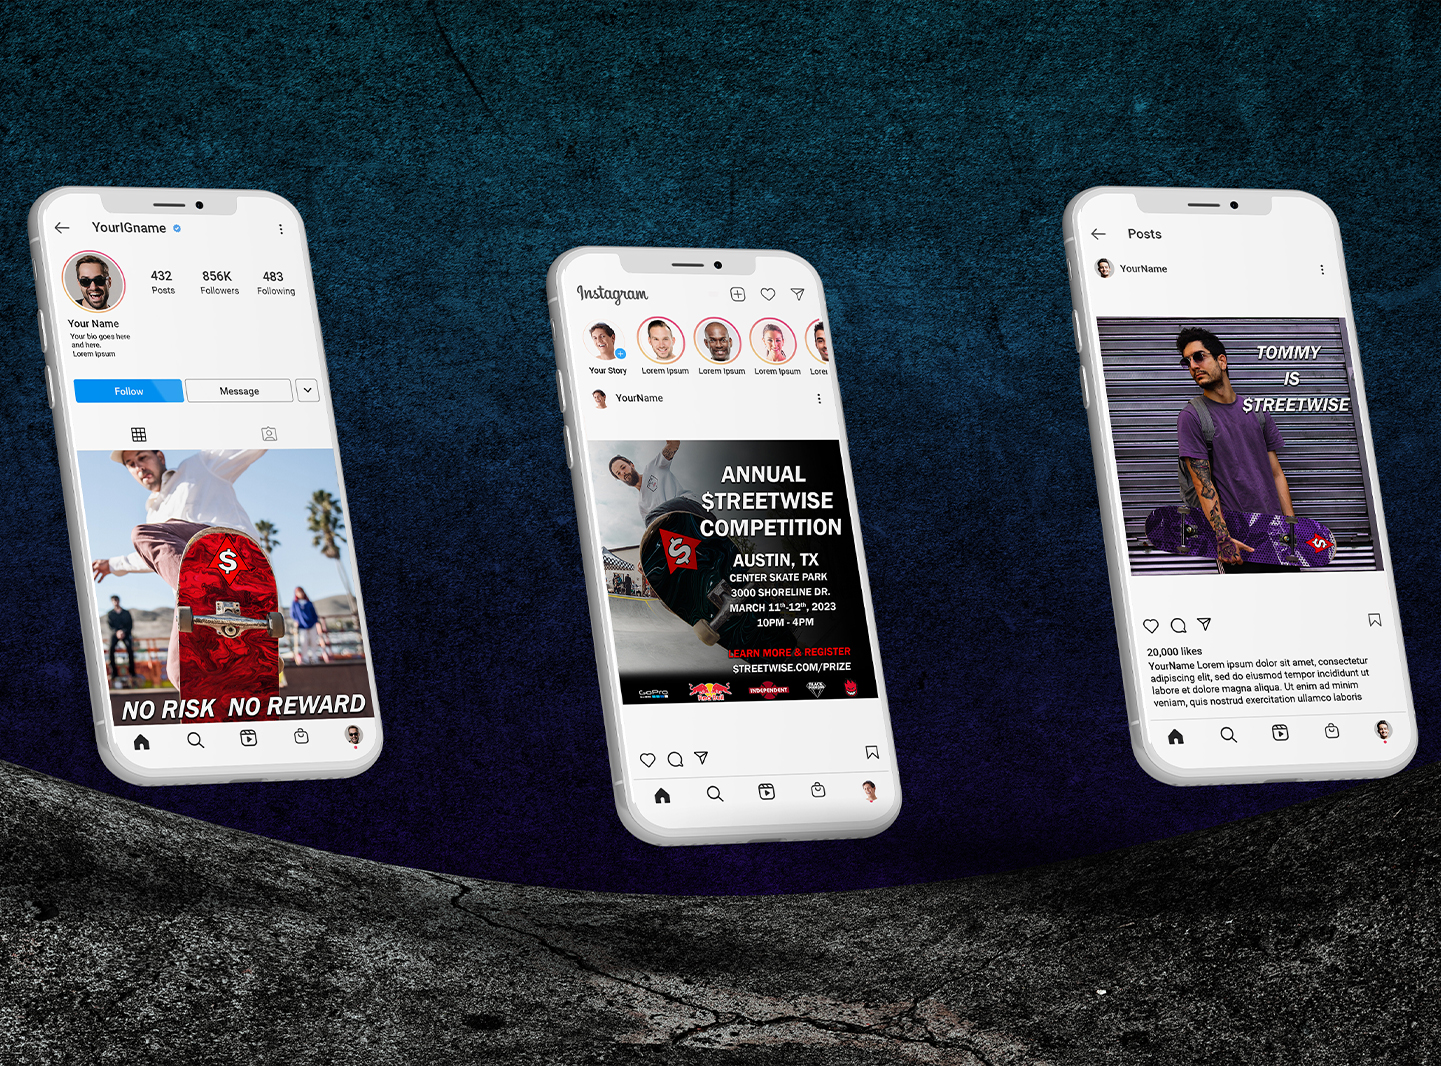 YourIGname
432
856K
483
Posts
Followers
Following
Your Name
Your bio goes here
and here.
Lorem ipsum
Follow
Message
$
NO RISK NO REWARD
Instagram
Your Story
Lorem Ipsum
Lorem Ipsum
Lorem Ipsum
Lorei
YourName
ANNUAL
$TREETWISE
COMPETITION
AUSTIN, TX
CENTER SKATE PARK
3000 SHORELINE DR.
MARCH 11th-12th, 2023
10PM - 4PM
LEARN MORE & REGISTER
$TREETWISE.COM/PRIZE
$
GoPro
Red Bull
INDEPENDENT
BLACK
Posts
YourName
TOMMY
IS
$TREETWISE
$
20,000 likes
YourName Lorem ipsum dolor sit amet, consectetur
adipiscing elit, sed do eiusmod tempor incididunt ut
labore et dolore magna aliqua. Ut enim ad minim
veniam, quis nostrud exercitation ullamco laboris